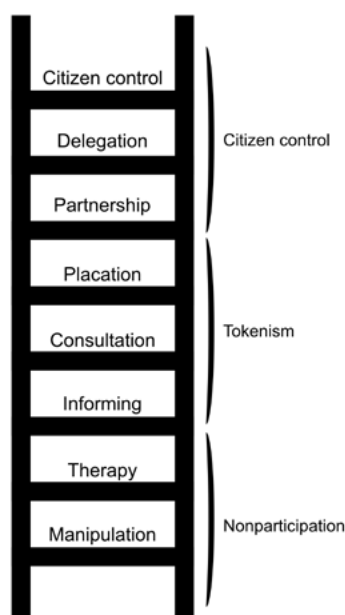 Citizen control
Delegation
Partnership
Placation
Consultation
Informing
Therapy
Manipulation
Citizen control
Tokenism
Nonparticipation